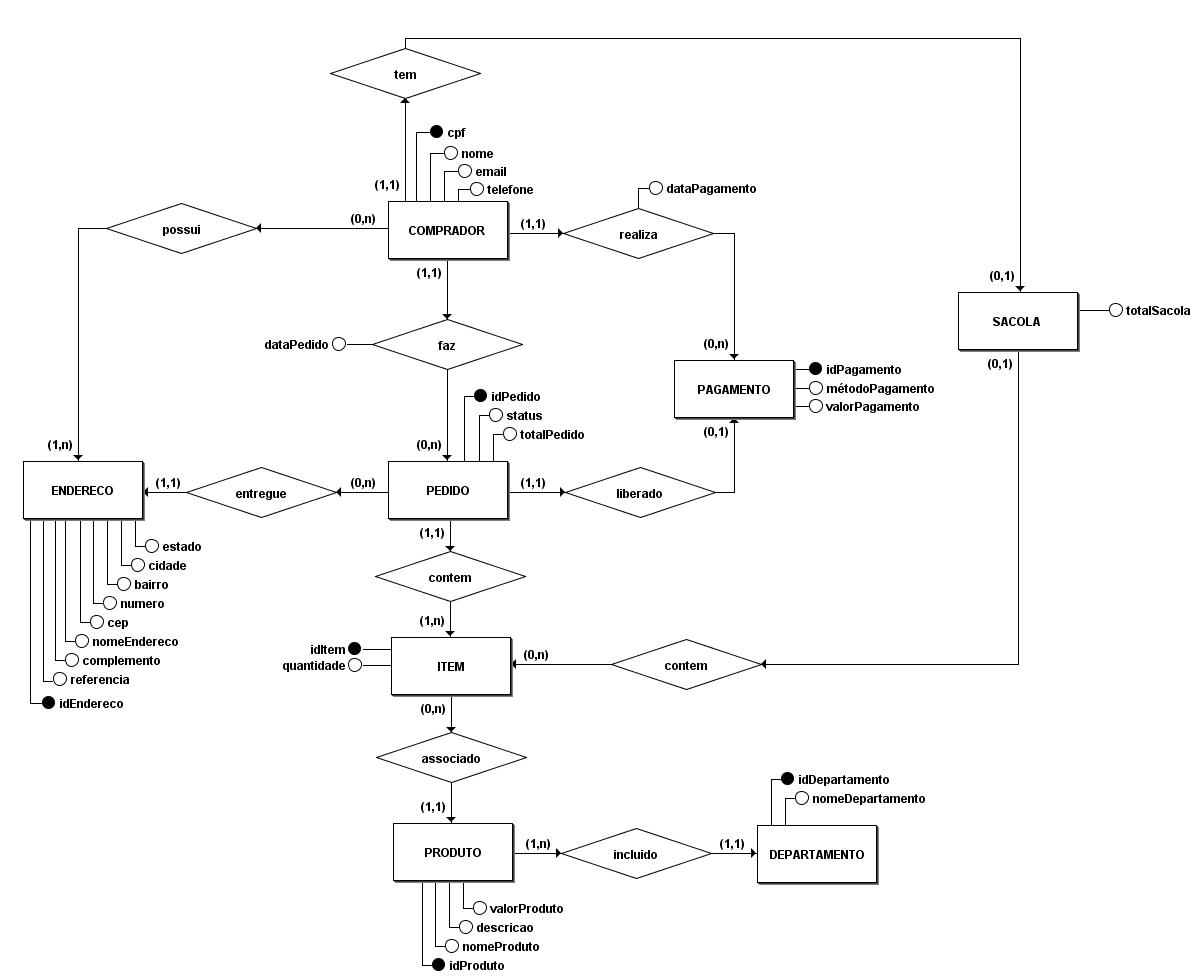 tem
cpf
nome
email
telefone
(1,1)
dataPagamento
possui
(0,n)
COMPRADOR
(1,1)
realiza
(1,1)
(0,1)
SACOLA
totalSacola
dataPedido
faz
(0,n)
(0,1)
PAGAMENTO
idPagamento
métodoPagamento
valorPagamento
idPedido
status
totalPedido
(0,1)
(1,n)
(0,n)
ENDERECO
(1,1)
entregue
(0,n)
PEDIDO
(1,1)
liberado
(1,1)
estado
cidade
bairro
numero
cep
nomeEndereco
complemento
referencia
idEndereco
contem
(1,n)
idItem
quantidade
ITEM
(0,n)
contem
(0,n)
associado
(1,1)
idDepartamento
nomeDepartamento
PRODUTO
(1,n)
incluido
(1,1)
DEPARTAMENTO
valorProduto
descricao
nomeProduto
idProduto